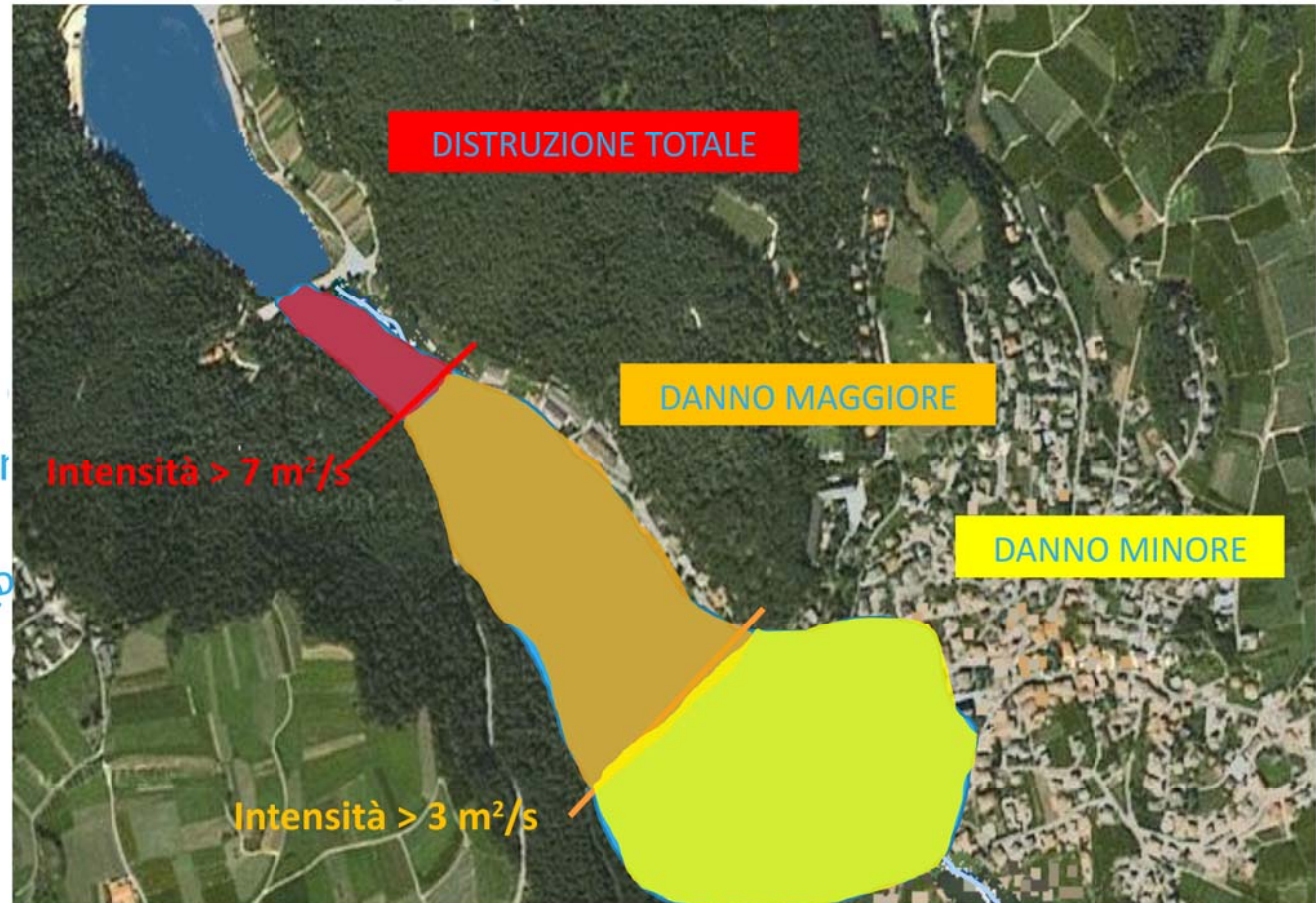 DISTRUZIONE TOTALE
DANNO MAGGIORE
Intensità > 7 m²/s
DANNO MINORE
Intensità > 3 m²/s